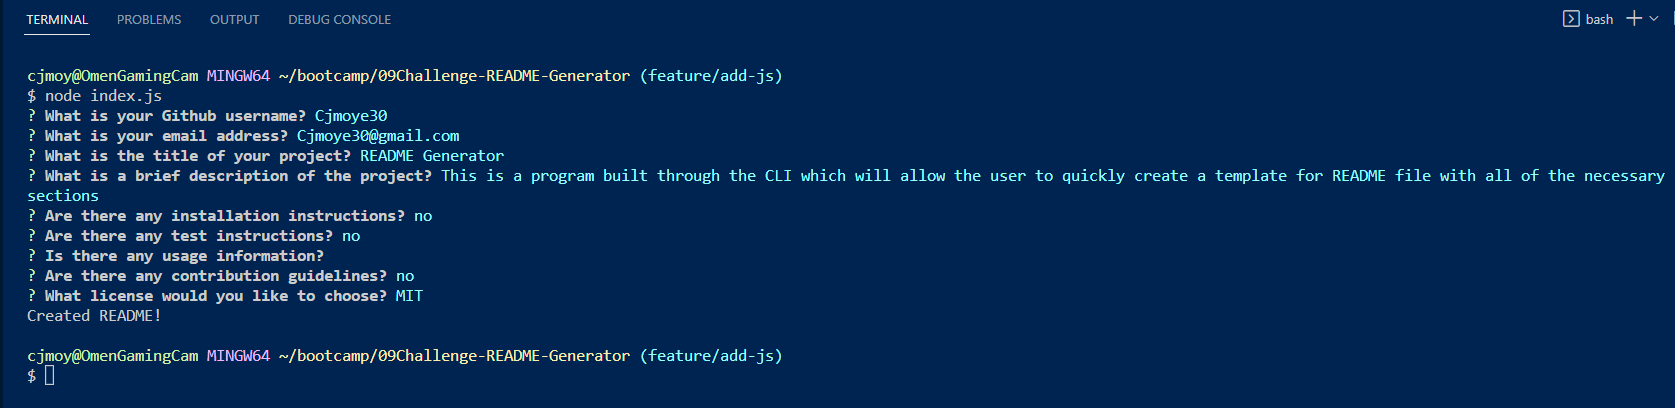 TERMINAL PROBLEMS OUTPUT DEBUG CONSOLE bash
cjmoy@OmenGamingCam MINGW64 ~/bootcamp/09Challenge-README-Generator (feature/add-js)
$ node index.js
? What is your Github username? Cjmoye30
? What is your email address? Cjmoye30@gmail.com
? What is the title of your project? README Generator
? What is a brief description of the project? This is a program built through the CLI which will allow the user to quickly create a template for README file with all of the necessary
sections
? Are there any installation instructions? no
? Are there any test instructions? no
? Is there any usage information?
? Are there any contribution guidelines? no
? What license would you like to choose? MIT
Created README!
cjmoy@OmenGamingCam MINGW64 ~/bootcamp/09Challenge-README-Generator (feature/add-js)
$